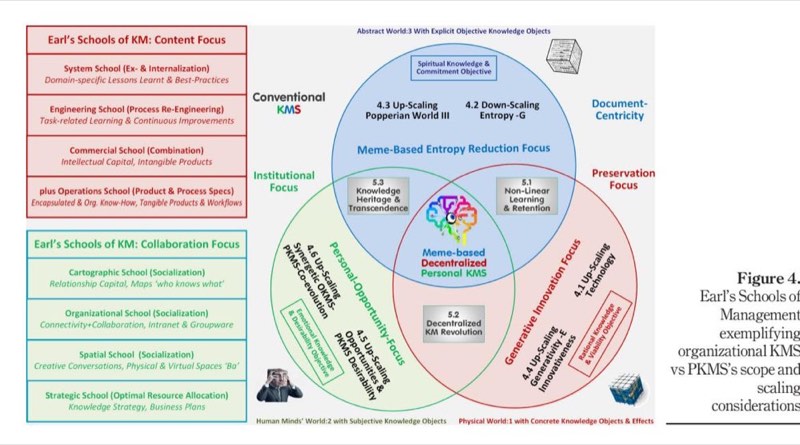 Earl's Schools of KM: Content Focus
System School (Ex- & Internalization)
Domain-specific Lessons Learnt & Best-Practices
Engineering School (Process Re-Engineering)
Task-related Learning & Continuous Improvements
Commercial School (Combination)
Intellectual Capital, Intangible Products
plus Operations School (Product & Process Specs)
Encapsulated & Org. Know-How, Tangible Products & Workflows
Earl's Schools of KM: Collaboration Focus
Cartographic School (Socialization)
Relationship Capital, Maps 'who knows what'
Organizational School (Socialization)
Connectivity+Collaboration, Intranet & Groupware
Spatial School (Socialization)
Creative Conversations, Physical & Virtual Spaces 'Ba'
Strategic School (Optimal Resource Allocation)
Knowledge Strategy, Business Plans
Abstract World:3 With Explicit Objective Knowledge Objects
Spiritual Knowledge &
Commitment Objective
Conventional
KMS
4.3 Up-Scaling
Popperian World III
4.2 Down-Scaling
Entropy -G
Document-
Centricity
Meme-Based Entropy Reduction Focus
Institutional
Focus
Preservation
Focus
5.3
Knowledge
Heritage &
Transcendence
5.1
Non-Linear
Learning
& Retention
Meme-based
Decentralized
Personal KMS
5.2
Decentralized
KM Revolution
Personal-Opportunity-Focus
4.6 Up-Scaling
Synergetic OKMS-
PKMS-Co-evolution
Emotional Knowledge
& Desirability Objective
4.5 Up-Scaling
Opportunities &
PKMS Desirability
Generative Innovation Focus
4.1 Up-Scaling
Technology
4.4 Up-Scaling
Generativity -E
Innovativeness
Rational Knowledge
& Viability Objective
Human Minds' World:2 with Subjective Knowledge Objects
Physical World:1 with Concrete Knowledge Objects & Effects
Figure 4.
Earl's Schools of
Management
exemplifying
organizational KMS
vs PKMS's scope and
scaling
considerations